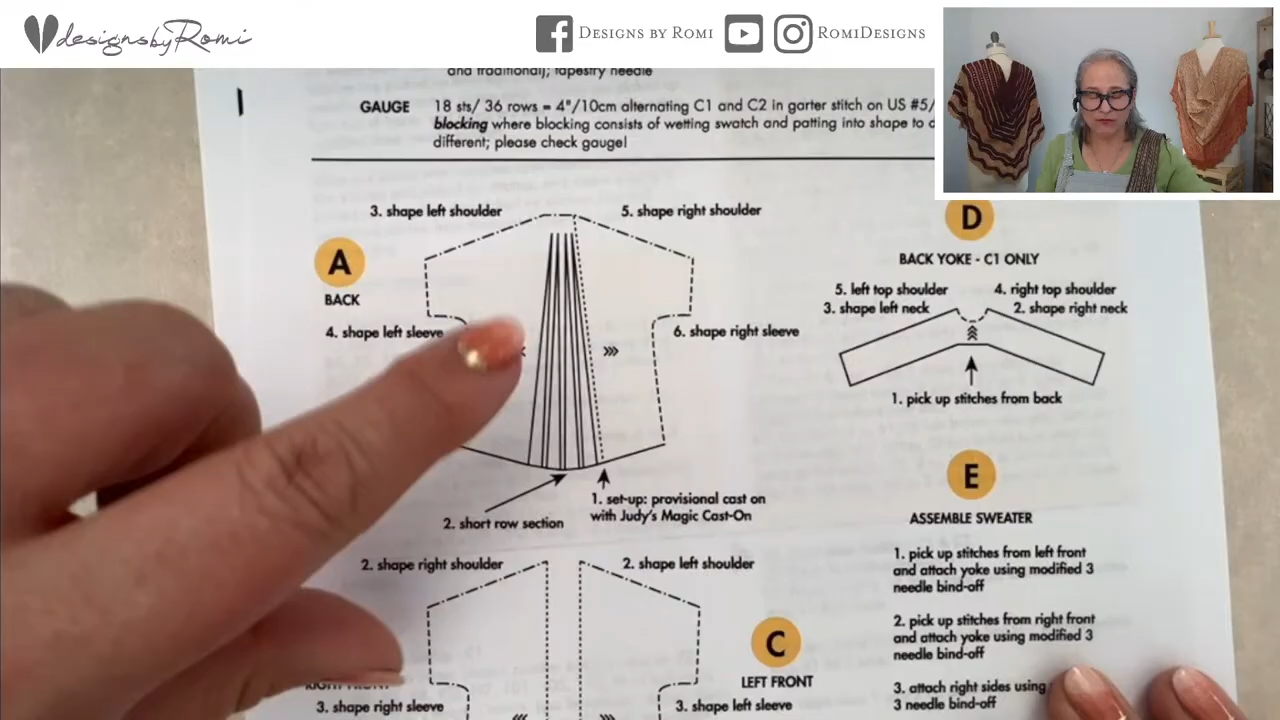 designsbyRomi
DESIGNS BY ROMI
ROMIDESIGNS
and traditional); tapestry needle
GAUGE
18 sts/ 36 rows = 4"/10cm alternating C1 and C2 in garter stitch on US #5/
blocking where blocking consists of wetting swatch and patting into shape to d
different; please check gauge!
3. shape left shoulder
5. shape right shoulder
A
BACK
4. shape left sleeve
6. shape right sleeve
1. set-up: provisional cast on
with Judy's Magic Cast-On
2. short row section
D
BACK YOKE - C1 ONLY
5. left top shoulder
4. right top shoulder
3. shape left neck
2. shape right neck
1. pick up stitches from back
E
ASSEMBLE SWEATER
1. pick up stitches from left front
and attach yoke using modified 3
needle bind-off
2. pick up stitches from right front
and attach yoke using modified 3
needle bind-off
3. attach right sides using
3 needle bind-off
2. shape right shoulder
2. shape left shoulder
C
LEFT FRONT
RIGHT FRONT
3. shape right sleeve
3. shape left sleeve